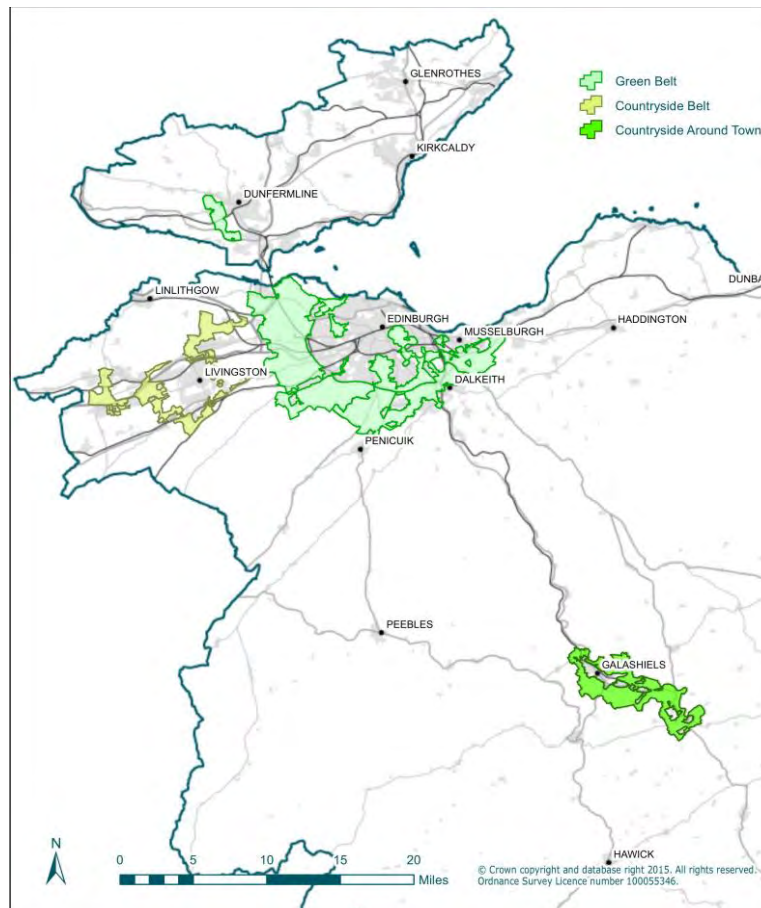 GLENROTHES
Green Belt
Countryside Belt
Countryside Around Town
KIRKCALDY
DUNFERMLINE
LINLITHGOW
DUNBA
EDINBURGH
HADDINGTON
MUSSELBURGH
LIVINGSTON
DALKEITH
PENICUIK
PEEBLES
GALASHIELS
N
0 5 10 15 20
Miles
HAWICK
© Crown copyright and database right 2015. All rights reserved.
Ordnance Survey Licence number 100055346.